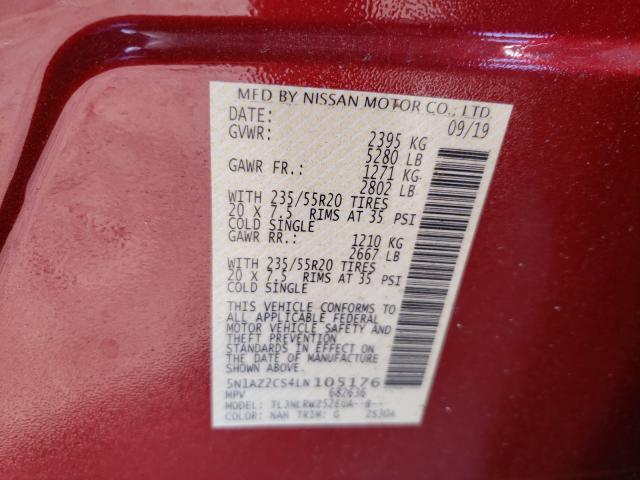 MFD BY NISSAN MOTOR CO., LTD.
DATE: 09/19
GVWR: 2395 KG
5280 LB
GAWR FR.: 1271 KG
2802 LB
WITH 235/55R20 TIRES
20 X 7.5 RIMS AT 35 PSI
COLD SINGLE
GAWR RR.: 1210 KG
2667 LB
WITH 235/55R20 TIRES
20 X 7.5 RIMS AT 35 PSI
COLD SINGLE
THIS VEHICLE CONFORMS TO
ALL APPLICABLE FEDERAL
MOTOR VEHICLE SAFETY AND
THEFT PREVENTION
STANDARDS IN EFFECT ON
THE DATE OF MANUFACTURE
SHOWN ABOVE.
5N1AZ2CS4LN105176
MPV 682636
MODEL:
COLOR: NAH TRIM: G